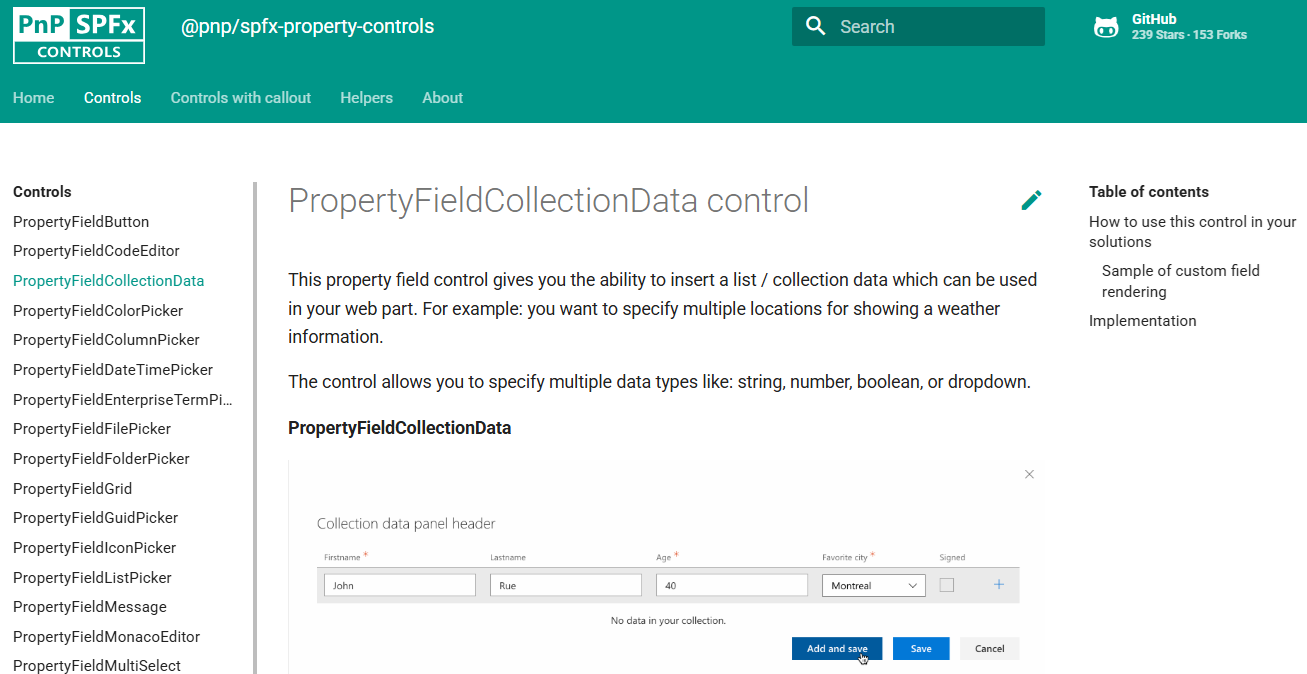 PnP SPFx
CONTROLS
@pnp/spfx-property-controls
Search
GitHub
239 Stars · 153 Forks
Home Controls Controls with callout Helpers About
Controls
PropertyFieldButton
PropertyFieldCodeEditor
PropertyFieldCollectionData
PropertyFieldColorPicker
PropertyFieldColumnPicker
PropertyFieldDateTimePicker
PropertyFieldEnterpriseTermPi...
PropertyFieldFilePicker
PropertyFieldFolderPicker
PropertyFieldGrid
PropertyFieldGuidPicker
PropertyFieldIconPicker
PropertyFieldListPicker
PropertyFieldMessage
PropertyFieldMonacoEditor
PropertyFieldMultiSelect
PropertyFieldCollectionData control
This property field control gives you the ability to insert a list / collection data which can be used
in your web part. For example: you want to specify multiple locations for showing a weather
information.
The control allows you to specify multiple data types like: string, number, boolean, or dropdown.
PropertyFieldCollectionData
Collection data panel header
Firstname * Lastname Age * Favorite city * Signed
John Rue 40 Montreal
No data in your collection.
Add and save Save Cancel
Table of contents
How to use this control in your
solutions
Sample of custom field
rendering
Implementation